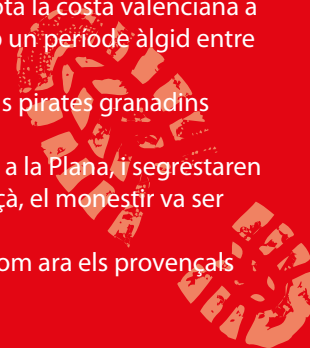 ota la costa valenciana a
o un període àlgid entre
s pirates granadins
a la Plana, i segrestaren
çà, el monestir va ser
om ara els provençals